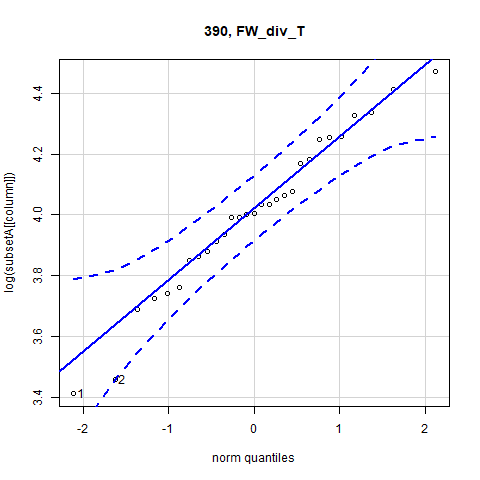 390, FW_div_T
log(subsetA[[column]])
4.4
4.2
4.0
3.8
3.6
3.4
1
2
-2 -1 0 1 2
norm quantiles